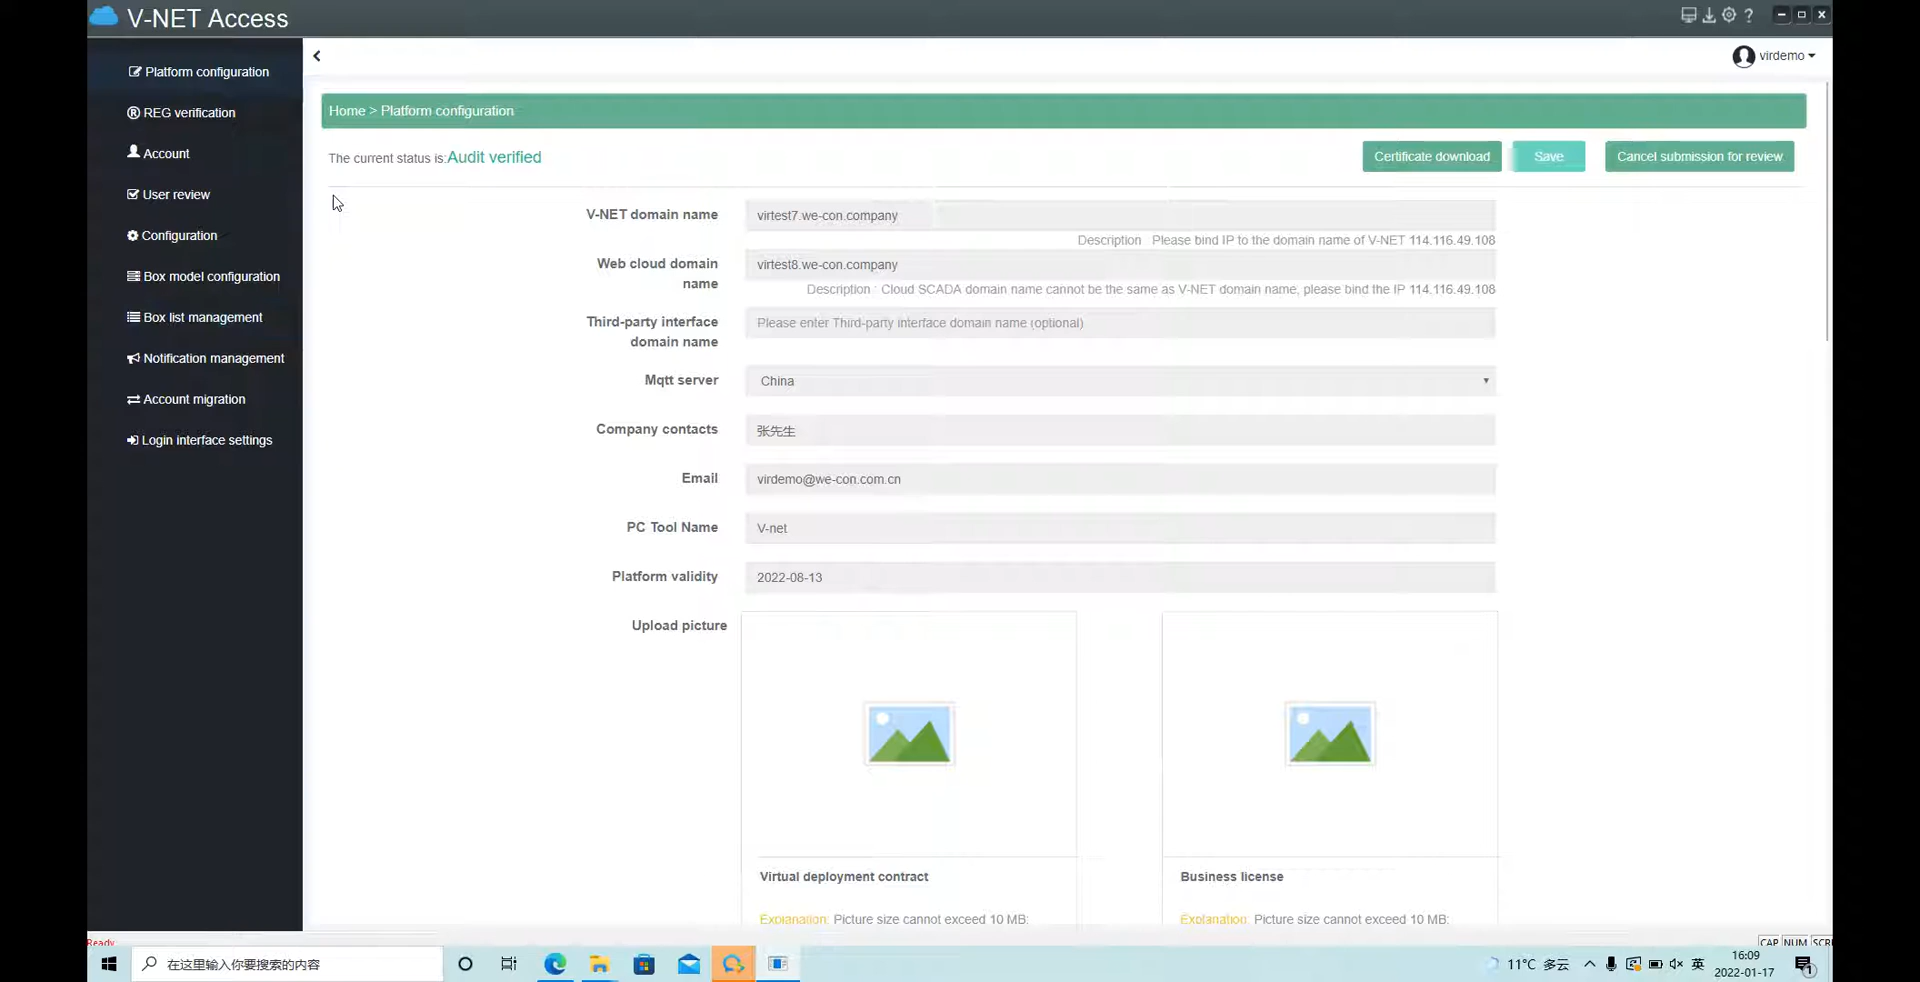 V-NET Access
virdemo
Platform configuration
REG verification
Account
User review
Configuration
Box model configuration
Box list management
Notification management
Account migration
Login interface settings
Home > Platform configuration
The current status is:Audit verified
Certificate download
Save
Cancel submission for review
V-NET domain name
virtest7.we-con.company
Description : Please bind IP to the domain name of V-NET 114.116.49.108
Web cloud domain
name
virtest8.we-con.company
Description : Cloud SCADA domain name cannot be the same as V-NET domain name, please bind the IP 114.116.49.108
Third-party interface
domain name
Please enter Third-party interface domain name (optional)
Mqtt server
China
Company contacts
张先生
Email
virdemo@we-con.com.cn
PC Tool Name
V-net
Platform validity
2022-08-13
Upload picture
Virtual deployment contract
Explanation: Picture size cannot exceed 10 MB:
Business license
Explanation: Picture size cannot exceed 10 MB:
Ready
CAP NUM SCRI
在这里输入你要搜索的内容
11°C 多云
英
16:09
2022-01-17
1